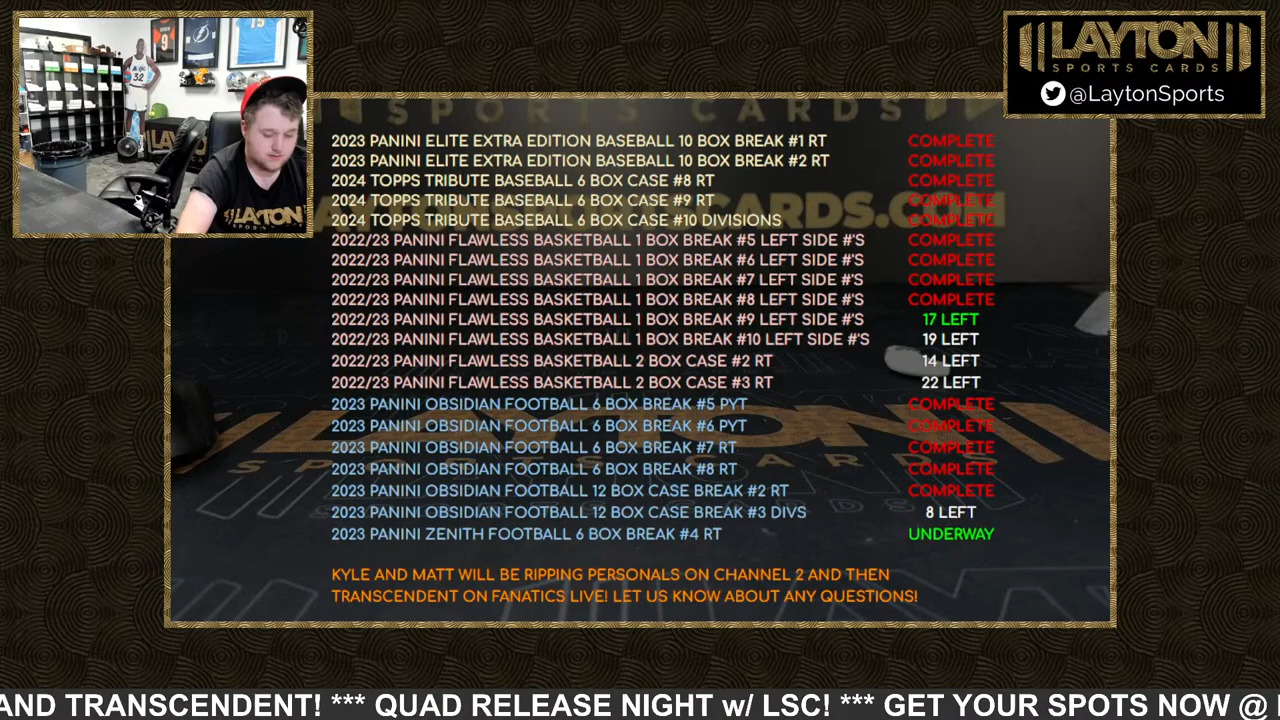 LAYTON
SPORTS CARDS
@LaytonSports
2023 PANINI ELITE EXTRA EDITION BASEBALL 10 BOX BREAK #1 RT COMPLETE
2023 PANINI ELITE EXTRA EDITION BASEBALL 10 BOX BREAK #2 RT COMPLETE
2024 TOPPS TRIBUTE BASEBALL 6 BOX CASE #8 RT COMPLETE
2024 TOPPS TRIBUTE BASEBALL 6 BOX CASE #9 RT COMPLETE
2024 TOPPS TRIBUTE BASEBALL 6 BOX CASE #10 DIVISIONS COMPLETE
2022/23 PANINI FLAWLESS BASKETBALL 1 BOX BREAK #5 LEFT SIDE #'S COMPLETE
2022/23 PANINI FLAWLESS BASKETBALL 1 BOX BREAK #6 LEFT SIDE #'S COMPLETE
2022/23 PANINI FLAWLESS BASKETBALL 1 BOX BREAK #7 LEFT SIDE #'S COMPLETE
2022/23 PANINI FLAWLESS BASKETBALL 1 BOX BREAK #8 LEFT SIDE #'S COMPLETE
2022/23 PANINI FLAWLESS BASKETBALL 1 BOX BREAK #9 LEFT SIDE #'S 17 LEFT
2022/23 PANINI FLAWLESS BASKETBALL 1 BOX BREAK #10 LEFT SIDE #'S 19 LEFT
2022/23 PANINI FLAWLESS BASKETBALL 2 BOX CASE #2 RT 14 LEFT
2022/23 PANINI FLAWLESS BASKETBALL 2 BOX CASE #3 RT 22 LEFT
2023 PANINI OBSIDIAN FOOTBALL 6 BOX BREAK #5 PYT COMPLETE
2023 PANINI OBSIDIAN FOOTBALL 6 BOX BREAK #6 PYT COMPLETE
2023 PANINI OBSIDIAN FOOTBALL 6 BOX BREAK #7 RT COMPLETE
2023 PANINI OBSIDIAN FOOTBALL 6 BOX BREAK #8 RT COMPLETE
2023 PANINI OBSIDIAN FOOTBALL 12 BOX CASE BREAK #2 RT COMPLETE
2023 PANINI OBSIDIAN FOOTBALL 12 BOX CASE BREAK #3 DIVS 8 LEFT
2023 PANINI ZENITH FOOTBALL 6 BOX BREAK #4 RT UNDERWAY
KYLE AND MATT WILL BE RIPPING PERSONALS ON CHANNEL 2 AND THEN
TRANSCENDENT ON FANATICS LIVE! LET US KNOW ABOUT ANY QUESTIONS!
AND TRANSCENDENT! *** QUAD RELEASE NIGHT w/ LSC! *** GET YOUR SPOTS NOW @